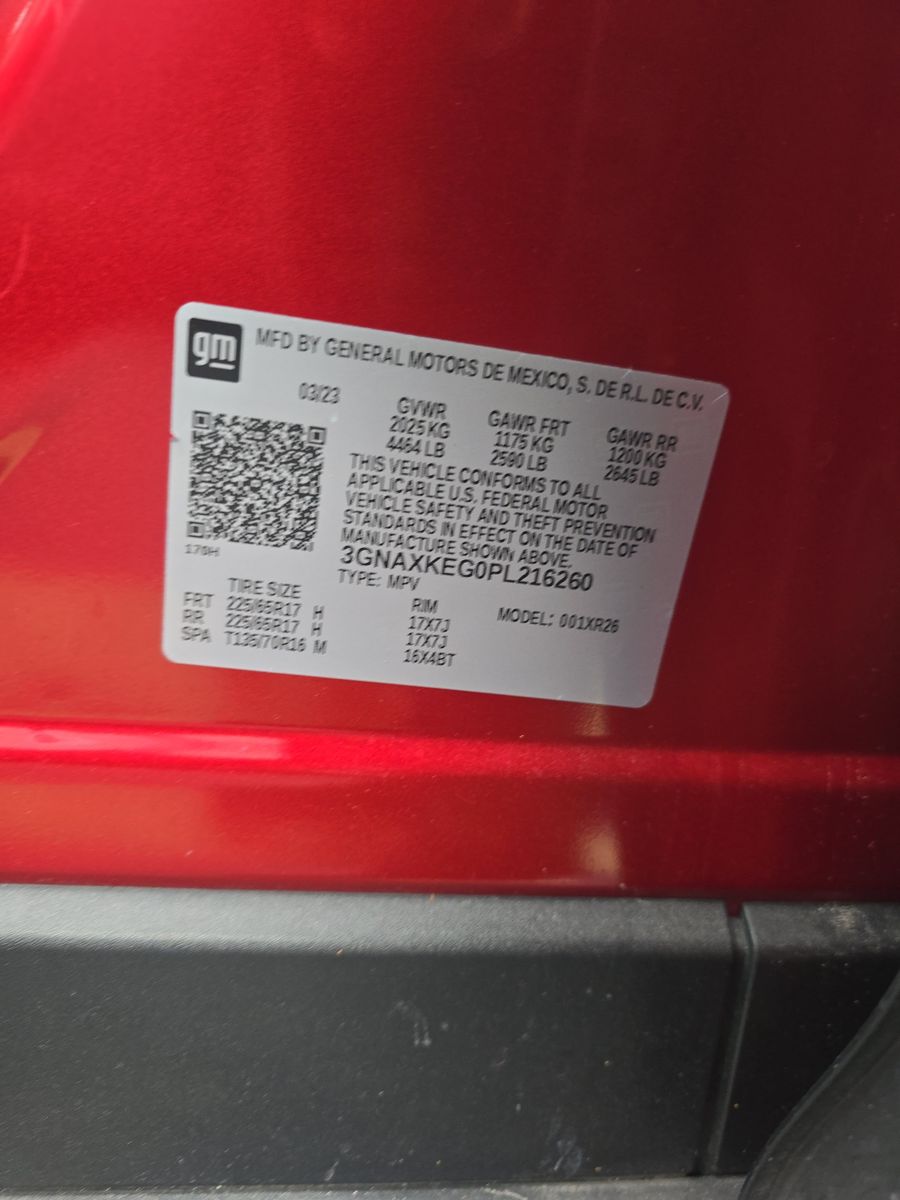 gm
MFD BY GENERAL MOTORS DE MEXICO, S. DE R.L. DE C.V.
03/23
GVWR GAWR FRT GAWR RR
2025 KG 1175 KG 1200 KG
4464 LB 2590 LB 2645 LB
THIS VEHICLE CONFORMS TO ALL
APPLICABLE U.S. FEDERAL MOTOR
VEHICLE SAFETY AND THEFT PREVENTION
STANDARDS IN EFFECT ON THE DATE OF
MANUFACTURE SHOWN ABOVE.
170H
3GNAXKEG0PL216260
TYPE: MPV MODEL: 001XR26
TIRE SIZE RIM
FRT 225/65R17 H 17X7J
RR 225/65R17 H 17X7J
SPA T135/70R16 M 16X4BT